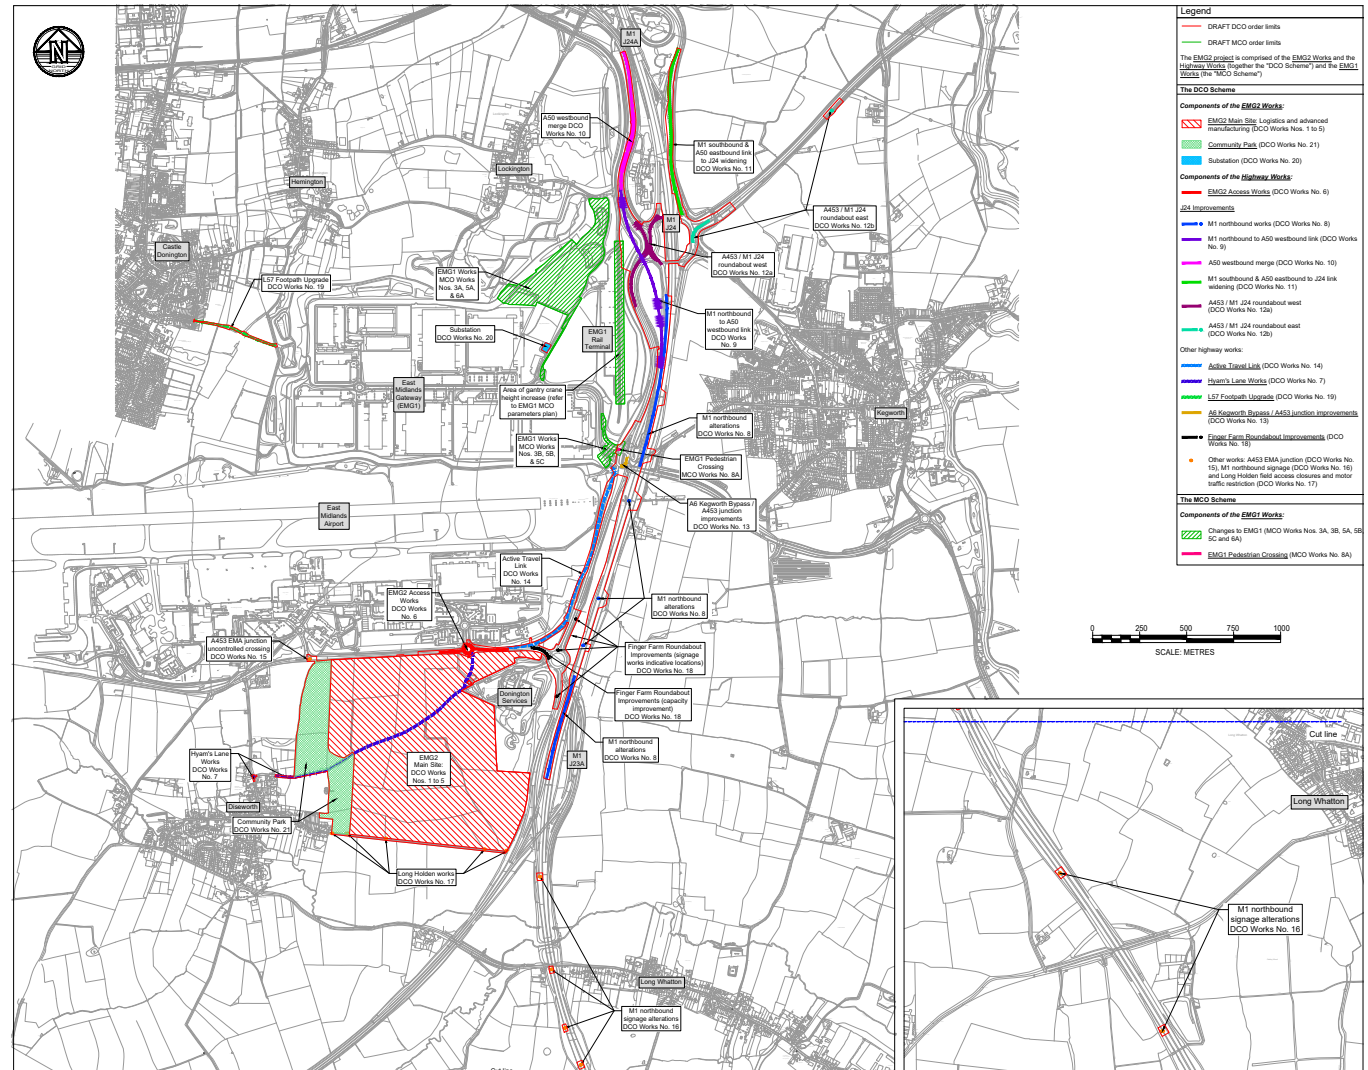 N
M1
J24A
A50 westbound
merge DCO
Works No. 10
Lockington
Hemington
M1 southbound &
A50 eastbound link
to J24 widening
DCO Works No. 11
A453 / M1 J24
roundabout east
DCO Works No. 12b
M1
J24
Castle
Donington
A453 / M1 J24
roundabout west
DCO Works No. 12a
L57 Footpath Upgrade
DCO Works No. 19
EMG1 Works
MCO Works
Nos. 3A, 5A,
& 6A
M1 northbound
to A50
westbound link
DCO Works
No. 9
Substation
DCO Works No. 20
EMG1
Rail
Terminal
East
Midlands
Gateway
(EMG1)
Area of gantry crane
height increase (refer
to EMG1 MCO
parameters plan)
Kegworth
M1 northbound
alterations
DCO Works No. 8
EMG1 Works
MCO Works
Nos. 3B, 5B,
& 5C
EMG1 Pedestrian
Crossing
MCO Works No. 8A
East
Midlands
Airport
A6 Kegworth Bypass /
A453 junction
improvements
DCO Works No. 13
Active Travel
Link
DCO Works
No. 14
EMG2 Access
Works
DCO Works
No. 6
M1 northbound
alterations
DCO Works No. 8
A453 EMA junction
uncontrolled crossing
DCO Works No. 15
Finger Farm Roundabout
Improvements (signage
works indicative locations)
DCO Works No. 18
Donington
Services
Finger Farm Roundabout
Improvements (capacity
improvement)
DCO Works No. 18
Hyam's Lane
Works
DCO Works
No. 7
EMG2
Main Site:
DCO Works
Nos. 1 to 5
M1 northbound
alterations
DCO Works No. 8
M1
J23A
Diseworth
Community Park
DCO Works No. 21
Long Holden works
DCO Works No. 17
Long Whatton
M1 northbound
signage alterations
DCO Works No. 16
Cut line
Legend
DRAFT DCO order limits
DRAFT MCO order limits
The EMG2 project is comprised of the EMG2 Works and the
Highway Works (together the "DCO Scheme") and the EMG1
Works (the "MCO Scheme")
The DCO Scheme
Components of the EMG2 Works:
EMG2 Main Site: Logistics and advanced
manufacturing (DCO Works Nos. 1 to 5)
Community Park (DCO Works No. 21)
Substation (DCO Works No. 20)
Components of the Highway Works:
EMG2 Access Works (DCO Works No. 6)
J24 Improvements
M1 northbound works (DCO Works No. 8)
M1 northbound to A50 westbound link (DCO Works
No. 9)
A50 westbound merge (DCO Works No. 10)
M1 southbound & A50 eastbound to J24 link
widening (DCO Works No. 11)
A453 / M1 J24 roundabout west
(DCO Works No. 12a)
A453 / M1 J24 roundabout east
(DCO Works No. 12b)
Other highway works:
Active Travel Link (DCO Works No. 14)
Hyam's Lane Works (DCO Works No. 7)
L57 Footpath Upgrade (DCO Works No. 19)
A6 Kegworth Bypass / A453 junction improvements
(DCO Works No. 13)
Finger Farm Roundabout Improvements (DCO
Works No. 18)
Other works: A453 EMA junction (DCO Works No.
15), M1 northbound signage (DCO Works No. 16)
and Long Holden field access closures and motor
traffic restriction (DCO Works No. 17)
The MCO Scheme
Components of the EMG1 Works:
Changes to EMG1 (MCO Works Nos. 3A, 3B, 5A, 5B,
5C and 6A)
EMG1 Pedestrian Crossing (MCO Works No. 8A)
0 250 500 750 1000
SCALE: METRES
Cut line
Long Whatton
M1 northbound
signage alterations
DCO Works No. 16